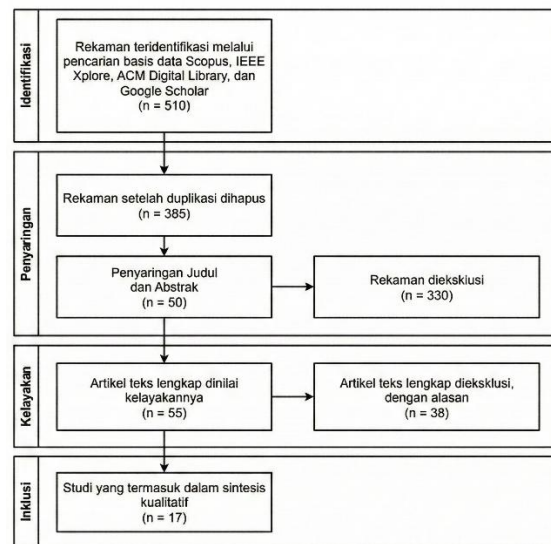 Identifikasi
Rekaman teridentifikasi melalui
pencarian basis data Scopus, IEEE
Xplore, ACM Digital Library, dan
Google Scholar
(n = 510)
Penyaringan
Rekaman setelah duplikasi dihapus
(n = 385)
Penyaringan Judul
dan Abstrak
(n = 50)
Rekaman dieksklusi
(n = 330)
Kelayakan
Artikel teks lengkap dinilai
kelayakannya
(n = 55)
Artikel teks lengkap dieksklusi,
dengan alasan
(n = 38)
Inklusi
Studi yang termasuk dalam sintesis
kualitatif
(n = 17)